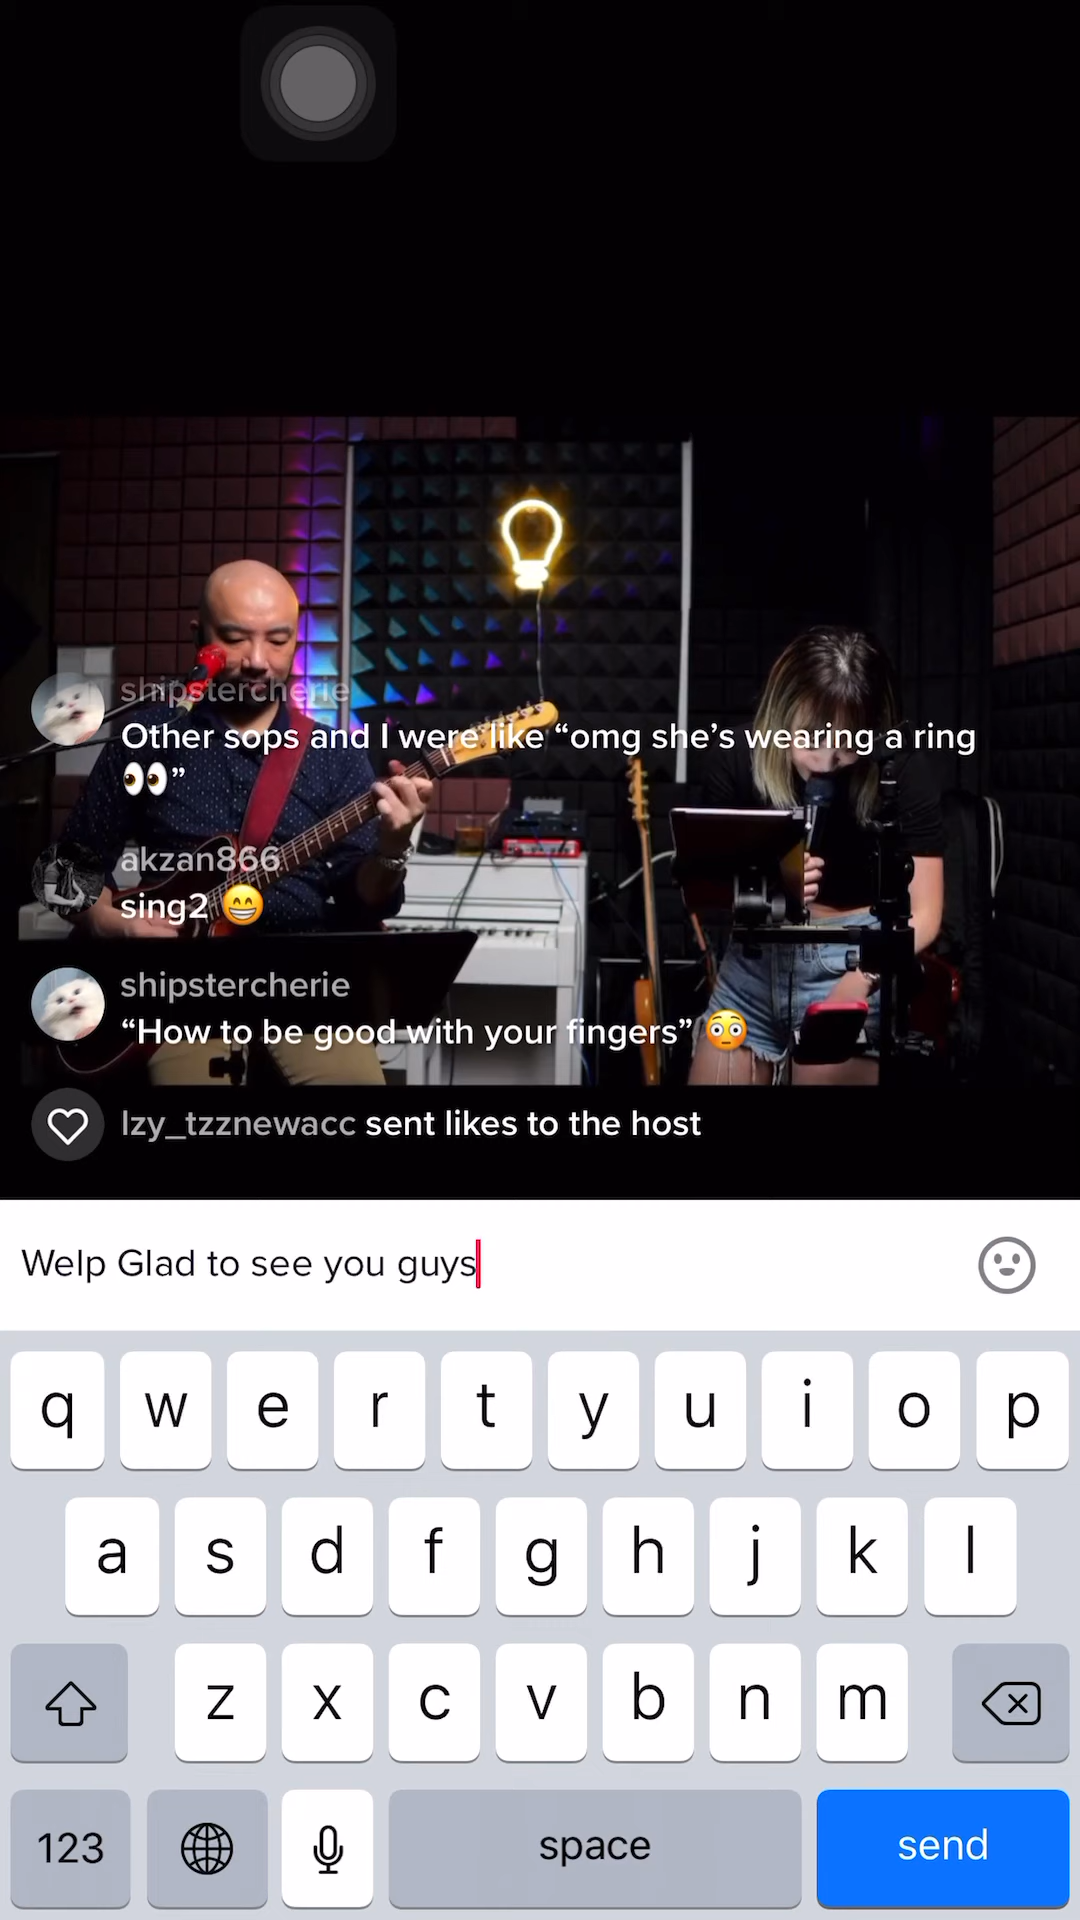 shipstercherie
Other sops and I were like “omg she’s wearing a ring
👀”
akzan866
sing2 😁
shipstercherie
“How to be good with your fingers” 😳
lzy_tzznewacc sent likes to the host
Welp Glad to see you guys
q w e r t y u i o p
a s d f g h j k l
z x c v b n m
123 space send